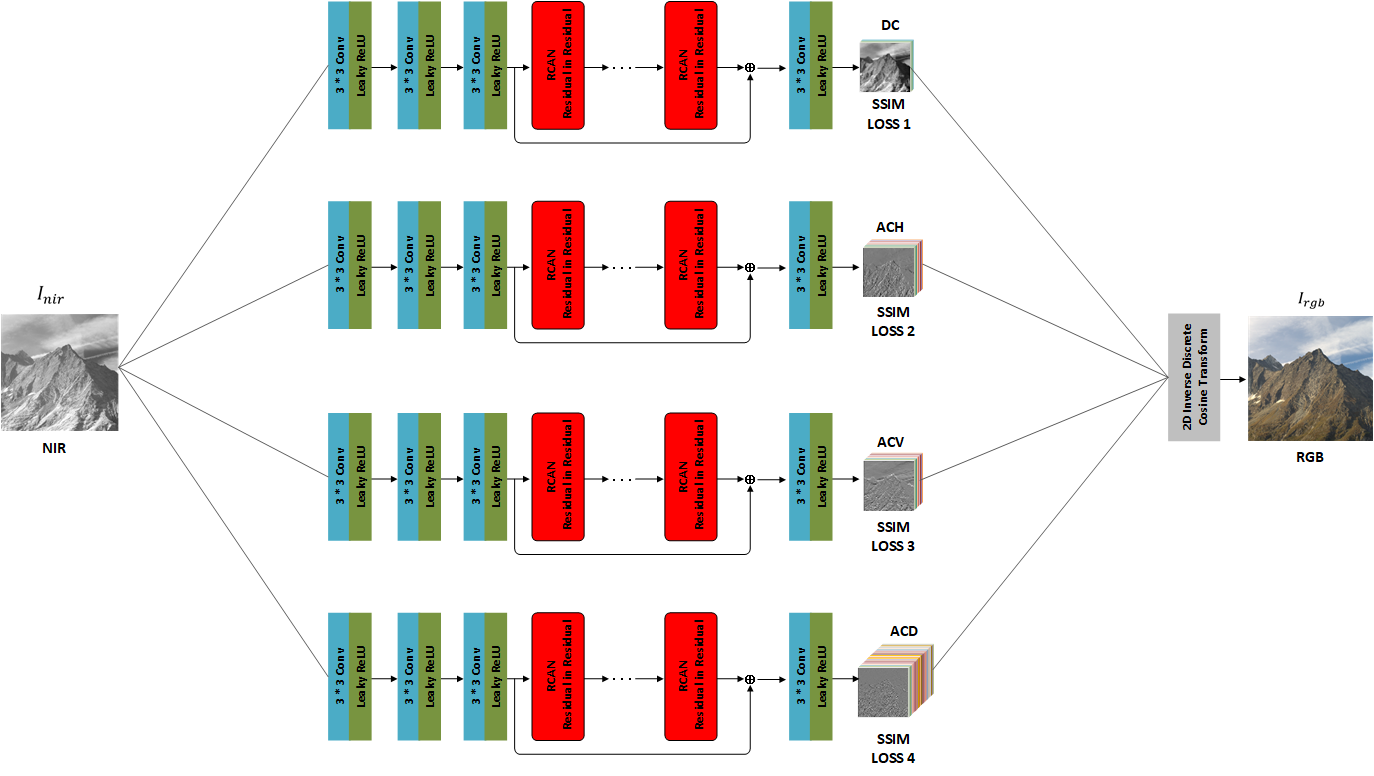 3 * 3 Conv
Leaky ReLU
3 * 3 Conv
Leaky ReLU
3 * 3 Conv
Leaky ReLU
RCAN
Residual in Residual
RCAN
Residual in Residual
3 * 3 Conv
Leaky ReLU
DC
SSIM
LOSS 1
3 * 3 Conv
Leaky ReLU
3 * 3 Conv
Leaky ReLU
3 * 3 Conv
Leaky ReLU
RCAN
Residual in Residual
RCAN
Residual in Residual
3 * 3 Conv
Leaky ReLU
ACH
SSIM
LOSS 2
I_nir
NIR
2D Inverse Discrete
Cosine Transform
I_rgb
RGB
3 * 3 Conv
Leaky ReLU
3 * 3 Conv
Leaky ReLU
3 * 3 Conv
Leaky ReLU
RCAN
Residual in Residual
RCAN
Residual in Residual
3 * 3 Conv
Leaky ReLU
ACV
SSIM
LOSS 3
3 * 3 Conv
Leaky ReLU
3 * 3 Conv
Leaky ReLU
3 * 3 Conv
Leaky ReLU
RCAN
Residual in Residual
RCAN
Residual in Residual
3 * 3 Conv
Leaky ReLU
ACD
SSIM
LOSS 4